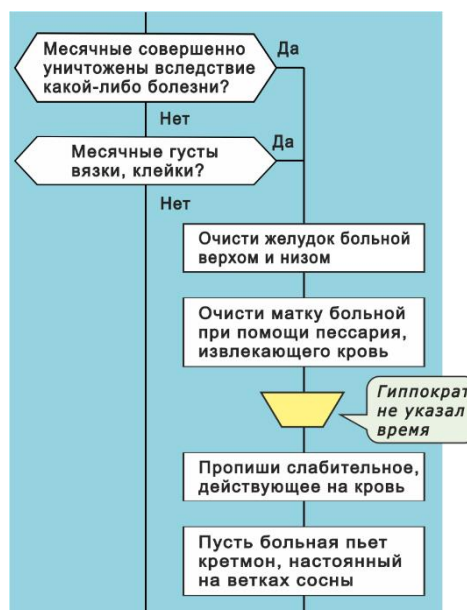 Месячные совершенно
уничтожены вследствие
какой-либо болезни?
Да
Нет
Месячные густы
вязки, клейки?
Да
Нет
Очисти желудок больной
верхом и низом
Очисти матку больной
при помощи пессария,
извлекающего кровь
Гиппократ
не указал
время
Пропиши слабительное,
действующее на кровь
Пусть больная пьет
кретмон, настоянный
на ветках сосны